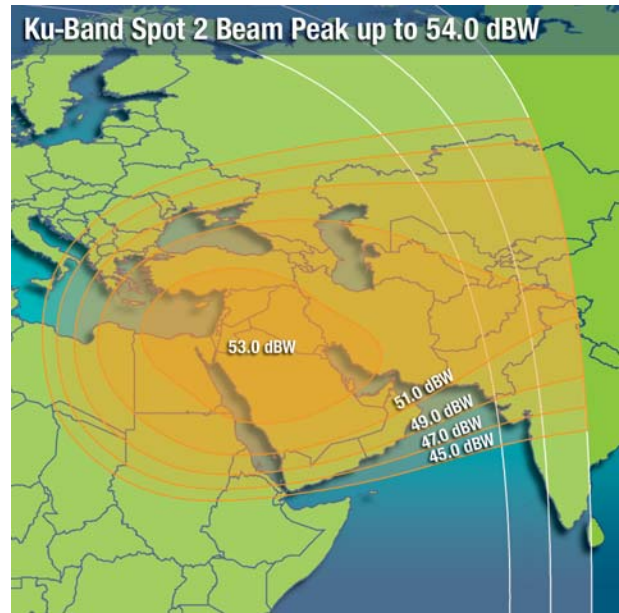 Ku-Band Spot 2 Beam Peak up to 54.0 dBW
53.0 dBW
51.0 dBW
49.0 dBW
47.0 dBW
45.0 dBW